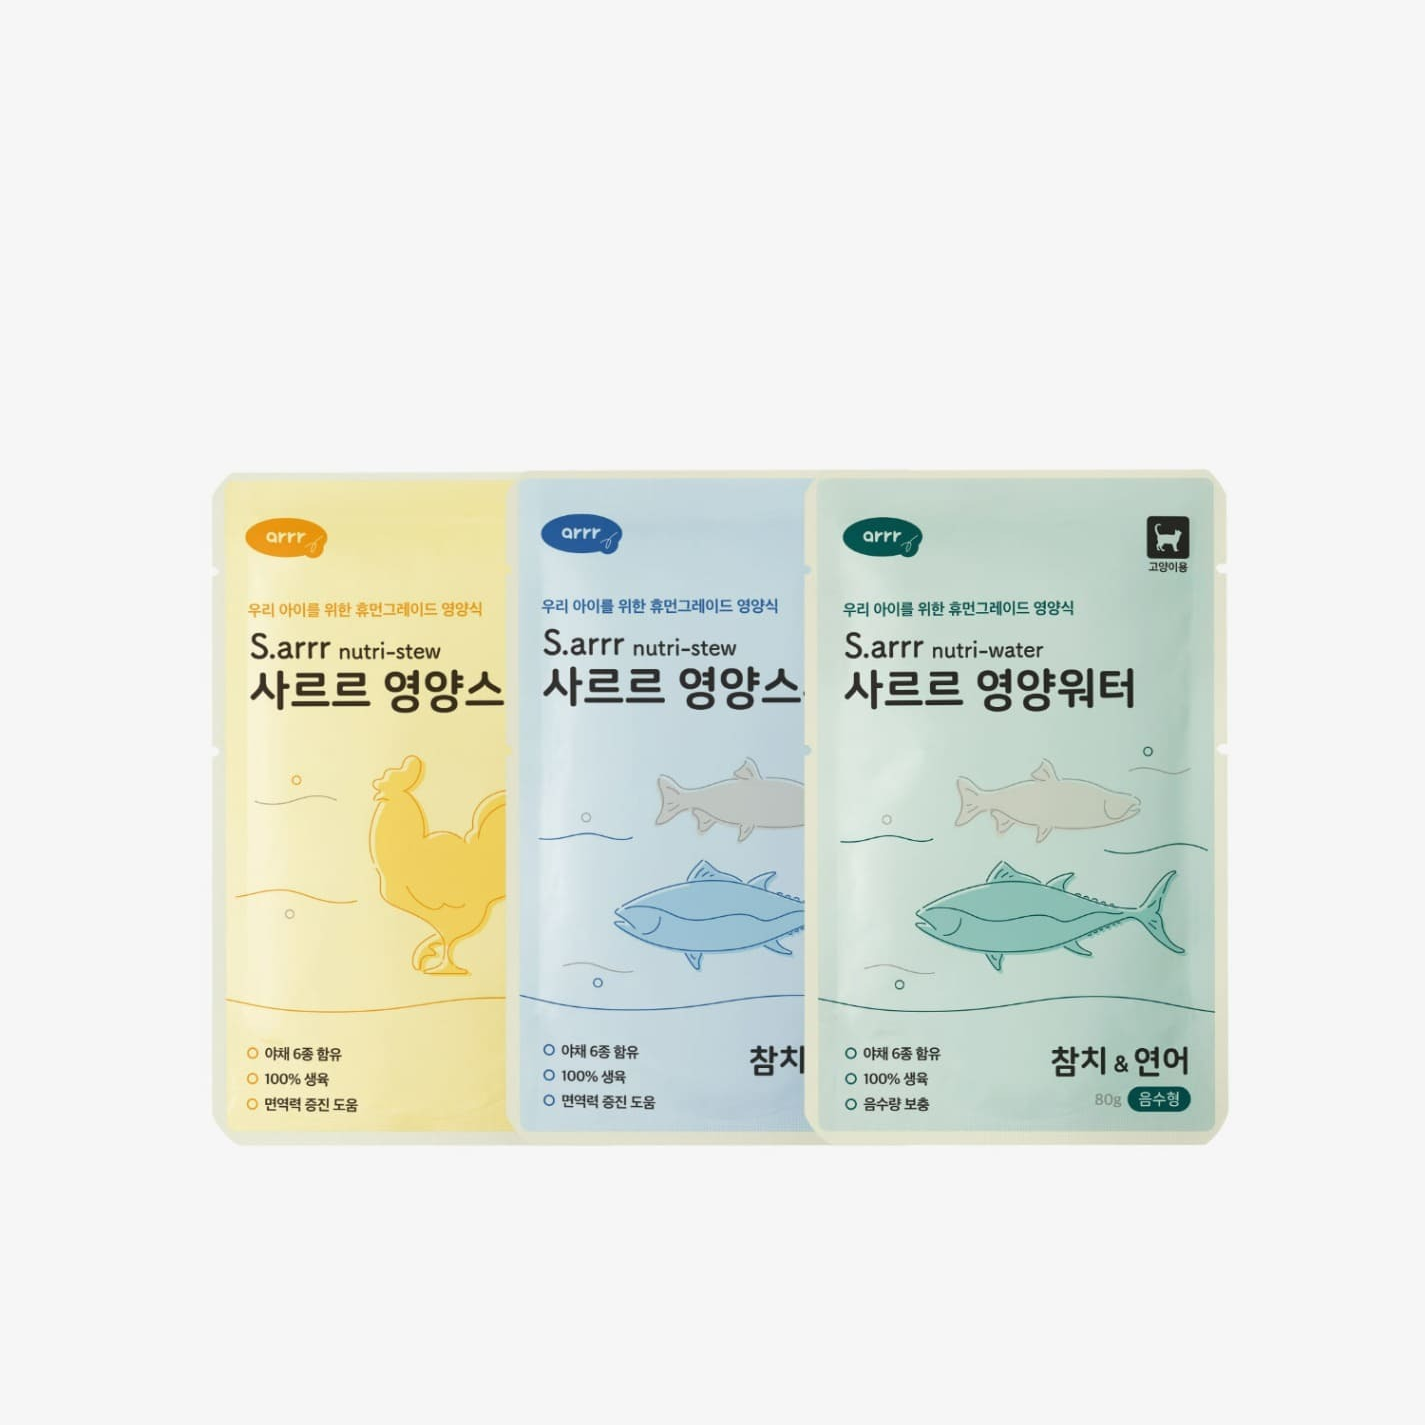 arrr
우리 아이를 위한 휴먼그레이드 영양식
S.arrr nutri-stew
사르르 영양스
야채 6종 함유
100% 생육
면역력 증진 도움
arrr
우리 아이를 위한 휴먼그레이드 영양식
S.arrr nutri-stew
사르르 영양스
야채 6종 함유
100% 생육
면역력 증진 도움
참치
arrr
고양이용
우리 아이를 위한 휴먼그레이드 영양식
S.arrr nutri-water
사르르 영양워터
야채 6종 함유
100% 생육
음수량 보충
참치 & 연어
80g 음수형